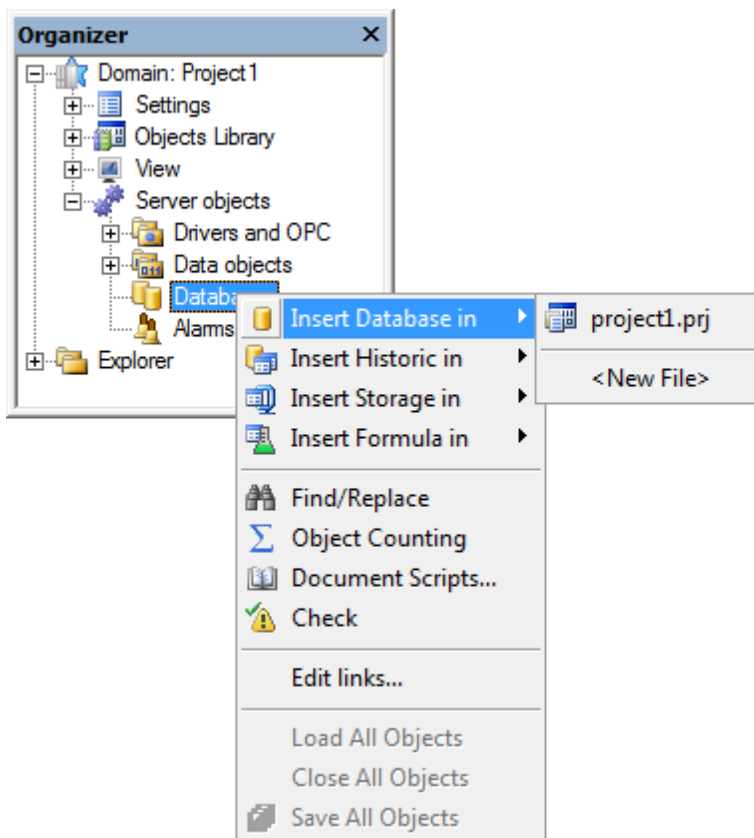 Organizer
Domain: Project1
Settings
Objects Library
View
Server objects
Drivers and OPC
Data objects
Alarms
Explorer
Insert Database in
Insert Historic in
Insert Storage in
Insert Formula in
Find/Replace
Object Counting
Document Scripts...
Check
Edit links...
Load All Objects
Close All Objects
Save All Objects
project1.prj
<New File>